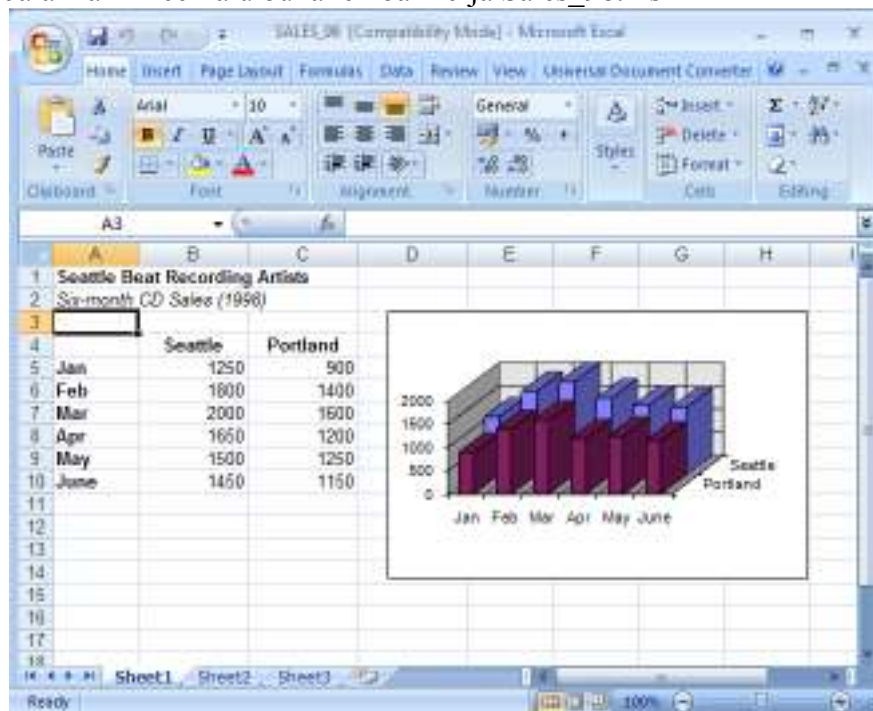 SALES_98 [Compatibility Mode] - Microsoft Excel
Home Insert Page Layout Formulas Data Review View Universal Document Converter
Paste
Arial 10
General
Styles
Insert
Delete
Format
Clipboard Font Alignment Number Cells Editing
A3 fx
A B C D E F G H I
1 Seattle Beat Recording Artists
2 Six-month CD Sales (1998)
3
4 Seattle Portland
5 Jan 1250 900
6 Feb 1800 1400
7 Mar 2000 1600
8 Apr 1650 1200
9 May 1500 1250
10 June 1450 1150
11
12
13
14
15
16
17
18
2000
1500
1000
500
0
Seattle
Portland
Jan Feb Mar Apr May June
Sheet1 Sheet2 Sheet3
Ready 100%